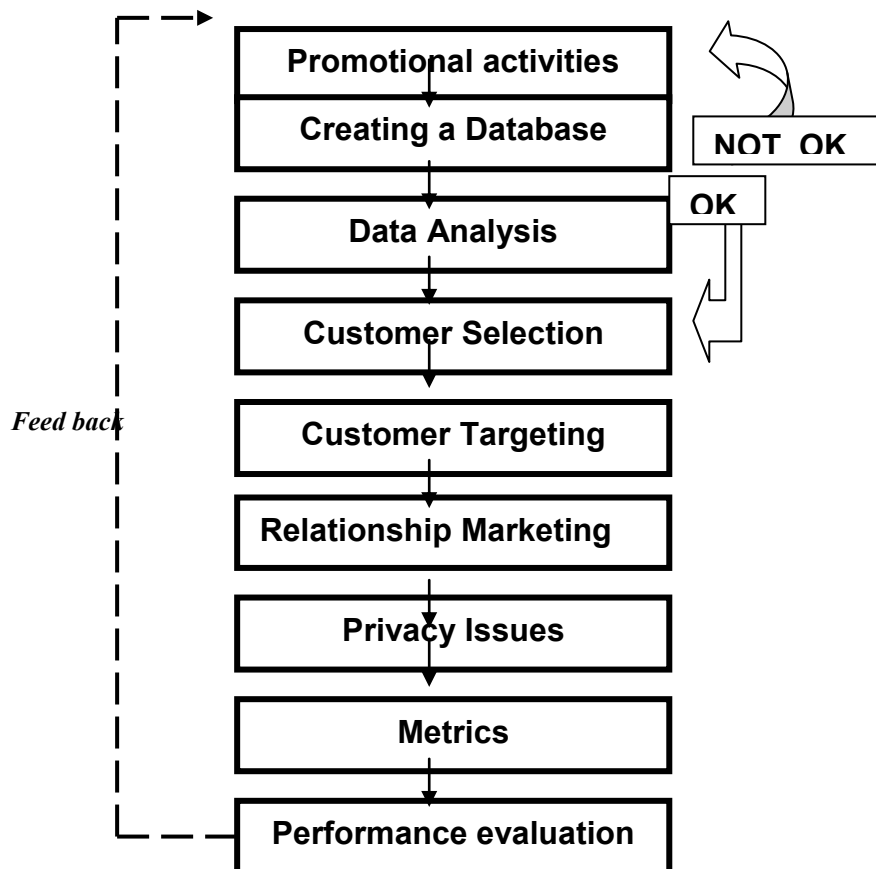 Promotional activities
Creating a Database
NOT OK
OK
Data Analysis
Customer Selection
Feed back
Customer Targeting
Relationship Marketing
Privacy Issues
Metrics
Performance evaluation